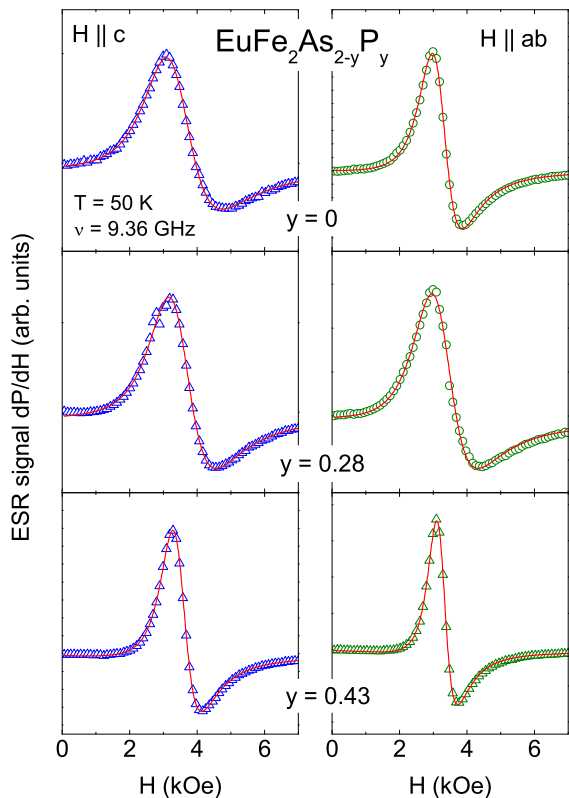 H || c
EuFe₂As₂₋yPy
H || ab
T = 50 K
ν = 9.36 GHz
y = 0
ESR signal dP/dH (arb. units)
y = 0.28
y = 0.43
0 2 4 6 0 2 4 6
H (kOe) H (kOe)